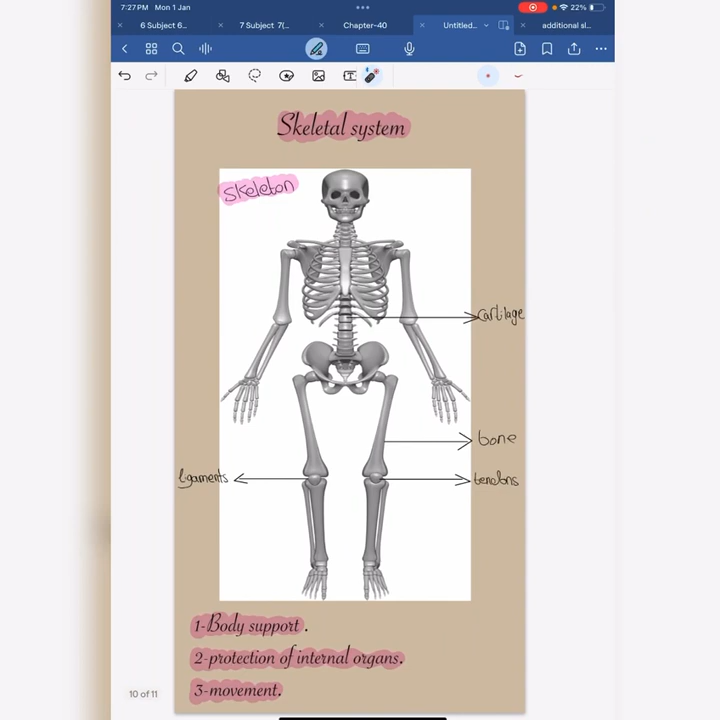 7:27 PM Mon 1 Jan
22%
6 Subject 6...
7 Subject 7(...
Chapter-40
Untitled...
additional sl...
Skeletal system
Skeleton
cartilage
bone
ligaments
tendons
1-Body support .
2-protection of internal organs.
3-movement.
10 of 11